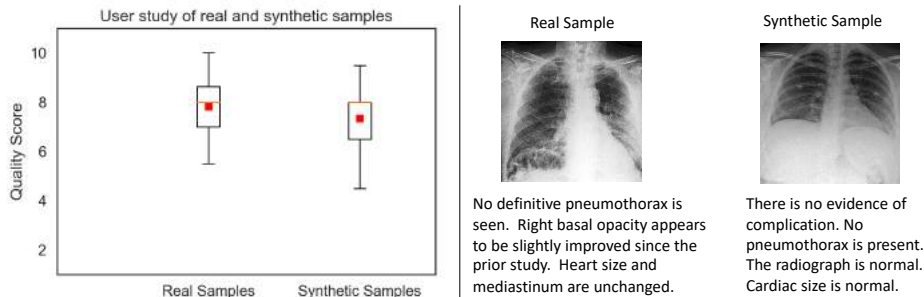 User study of real and synthetic samples
10
8
6
4
2
Quality Score
Real Samples
Synthetic Samples
Real Sample
No definitive pneumothorax is
seen.  Right basal opacity appears
to be slightly improved since the
prior study.  Heart size and
mediastinum are unchanged.
Synthetic Sample
There is no evidence of
complication. No
pneumothorax is present.
The radiograph is normal.
Cardiac size is normal.